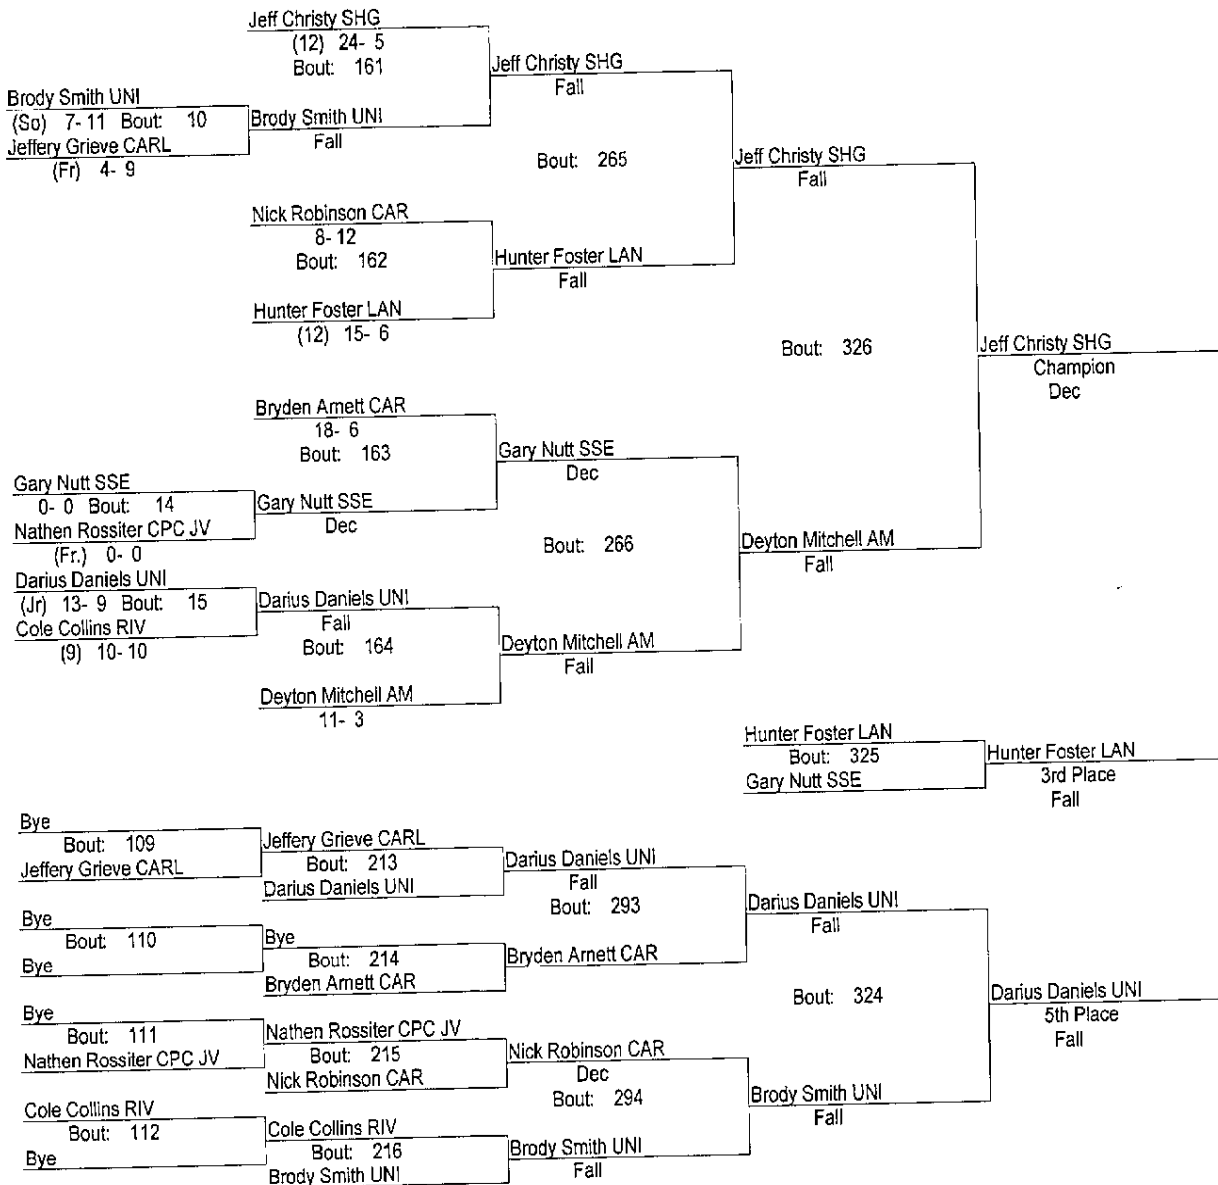 Jeff Christy SHG
(12) 24- 5
Bout: 161
Jeff Christy SHG
Fall
Brody Smith UNI
(So) 7- 11 Bout: 10
Jeffery Grieve CARL
(Fr) 4- 9
Brody Smith UNI
Fall
Bout: 265
Jeff Christy SHG
Fall
Nick Robinson CAR
8- 12
Bout: 162
Hunter Foster LAN
Fall
Hunter Foster LAN
(12) 15- 6
Bout: 326
Jeff Christy SHG
Champion
Dec
Bryden Arnett CAR
18- 6
Bout: 163
Gary Nutt SSE
Dec
Gary Nutt SSE
0- 0 Bout: 14
Nathen Rossiter CPC JV
(Fr.) 0- 0
Gary Nutt SSE
Dec
Bout: 266
Deyton Mitchell AM
Fall
Darius Daniels UNI
(Jr) 13- 9 Bout: 15
Cole Collins RIV
(9) 10- 10
Darius Daniels UNI
Fall
Bout: 164
Deyton Mitchell AM
Fall
Deyton Mitchell AM
11- 3
Hunter Foster LAN
Bout: 325
Gary Nutt SSE
Hunter Foster LAN
3rd Place
Fall
Bye
Bout: 109
Jeffery Grieve CARL
Jeffery Grieve CARL
Bout: 213
Darius Daniels UNI
Darius Daniels UNI
Fall
Bout: 293
Darius Daniels UNI
Fall
Bye
Bout: 110
Bye
Bye
Bout: 214
Bryden Arnett CAR
Bryden Arnett CAR
Bout: 324
Darius Daniels UNI
5th Place
Fall
Bye
Bout: 111
Nathen Rossiter CPC JV
Nathen Rossiter CPC JV
Bout: 215
Nick Robinson CAR
Nick Robinson CAR
Dec
Bout: 294
Brody Smith UNI
Fall
Cole Collins RIV
Bout: 112
Bye
Cole Collins RIV
Bout: 216
Brody Smith UNI
Brody Smith UNI
Fall